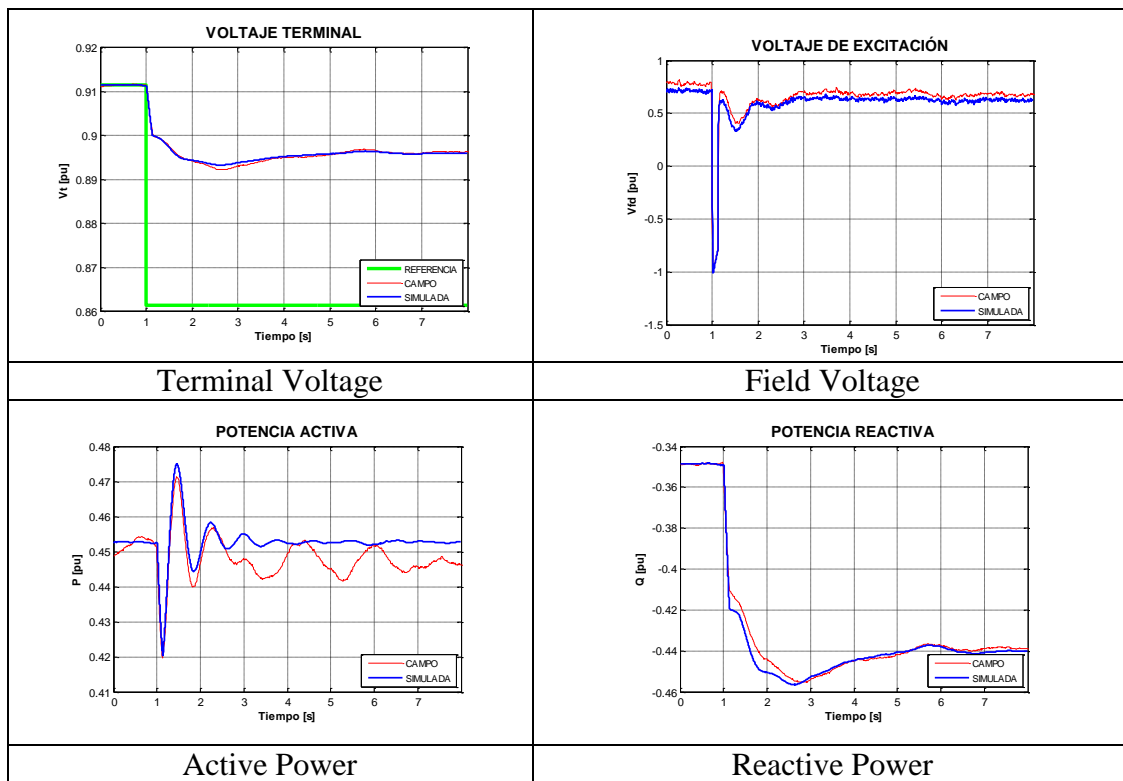 VOLTAJE TERMINAL
0.92
0.91
0.9
0.89
0.88
0.87
0.86
Vt [pu]
0 1 2 3 4 5 6 7
Tiempo [s]
REFERENCIA
CAMPO
SIMULADA
Terminal Voltage
VOLTAJE DE EXCITACIÓN
1
0.5
0
-0.5
-1
-1.5
Vfd [pu]
0 1 2 3 4 5 6 7
Tiempo [s]
CAMPO
SIMULADA
Field Voltage
POTENCIA ACTIVA
0.48
0.47
0.46
0.45
0.44
0.43
0.42
0.41
P [pu]
0 1 2 3 4 5 6 7
Tiempo [s]
CAMPO
SIMULADA
Active Power
POTENCIA REACTIVA
-0.34
-0.36
-0.38
-0.4
-0.42
-0.44
-0.46
Q [pu]
0 1 2 3 4 5 6 7
Tiempo [s]
CAMPO
SIMULADA
Reactive Power